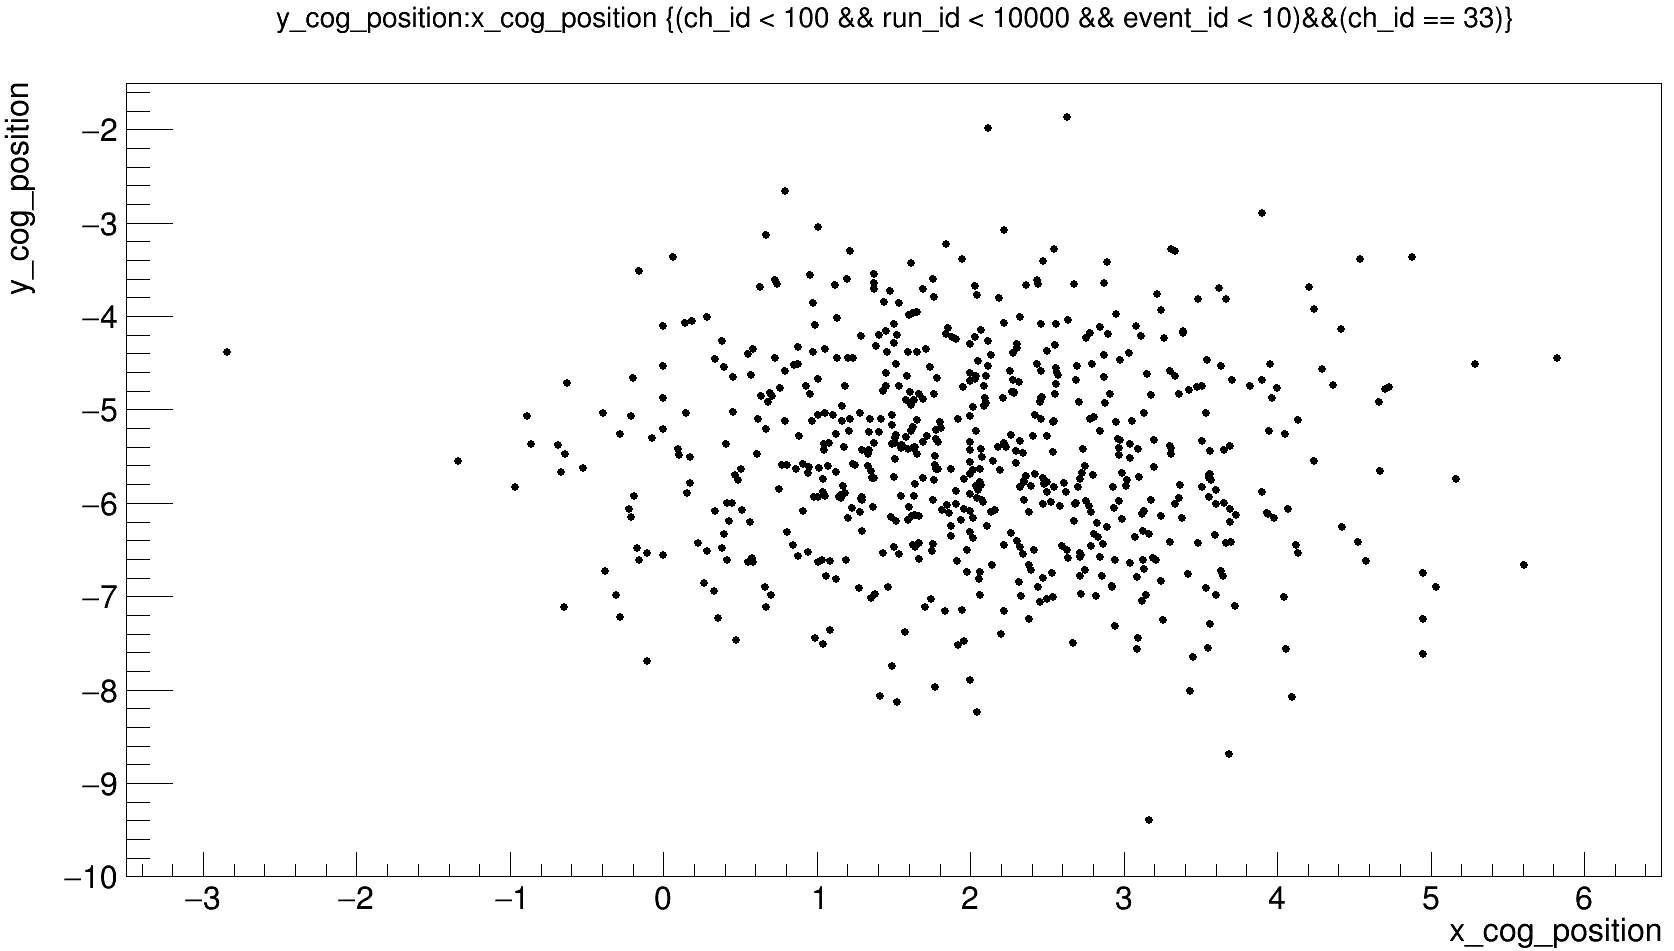 y_cog_position:x_cog_position {(ch_id < 100 && run_id < 10000 && event_id < 10)&&(ch_id == 33)}
y_cog_position
−2
−3
−4
−5
−6
−7
−8
−9
−10
−3 −2 −1 0 1 2 3 4 5 6
x_cog_position